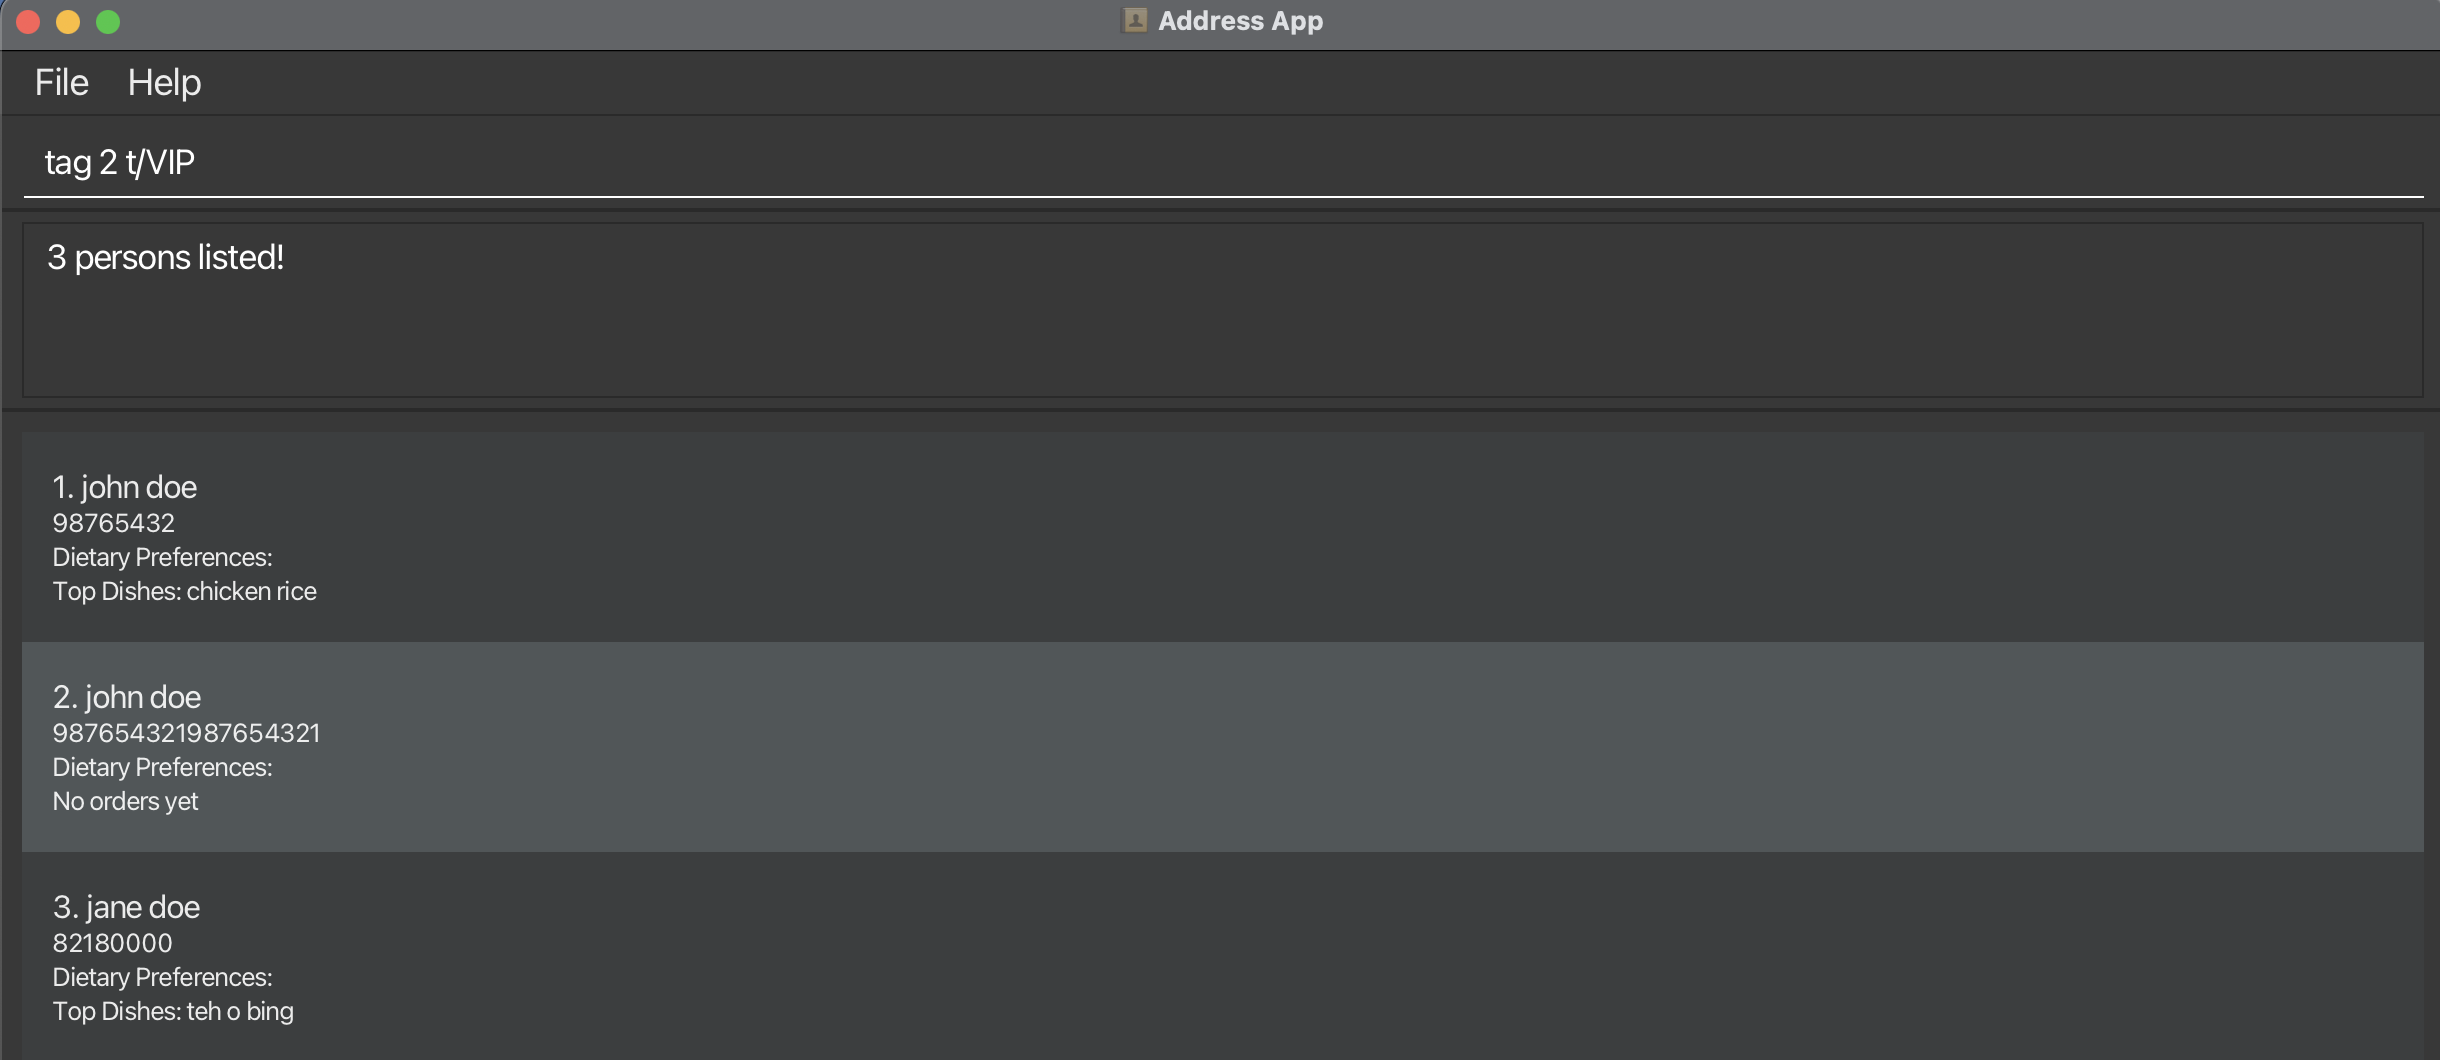 Address App
File Help
tag 2 t/VIP
3 persons listed!
1. john doe
98765432
Dietary Preferences:
Top Dishes: chicken rice
2. john doe
987654321987654321
Dietary Preferences:
No orders yet
3. jane doe
82180000
Dietary Preferences:
Top Dishes: teh o bing